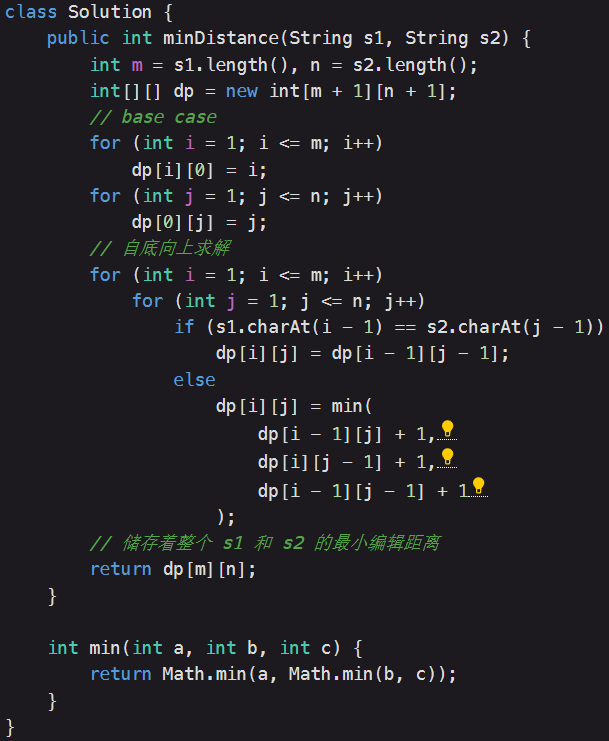 class Solution {
    public int minDistance(String s1, String s2) {
        int m = s1.length(), n = s2.length();
        int[][] dp = new int[m + 1][n + 1];
        // base case
        for (int i = 1; i <= m; i++)
            dp[i][0] = i;
        for (int j = 1; j <= n; j++)
            dp[0][j] = j;
        // 自底向上求解
        for (int i = 1; i <= m; i++)
            for (int j = 1; j <= n; j++)
                if (s1.charAt(i − 1) == s2.charAt(j − 1))
                    dp[i][j] = dp[i − 1][j − 1];
                else
                    dp[i][j] = min(
                        dp[i − 1][j] + 1,
                        dp[i][j − 1] + 1,
                        dp[i − 1][j − 1] + 1
                    );
        // 储存着整个 s1 和 s2 的最小编辑距离
        return dp[m][n];
    }

    int min(int a, int b, int c) {
        return Math.min(a, Math.min(b, c));
    }
}